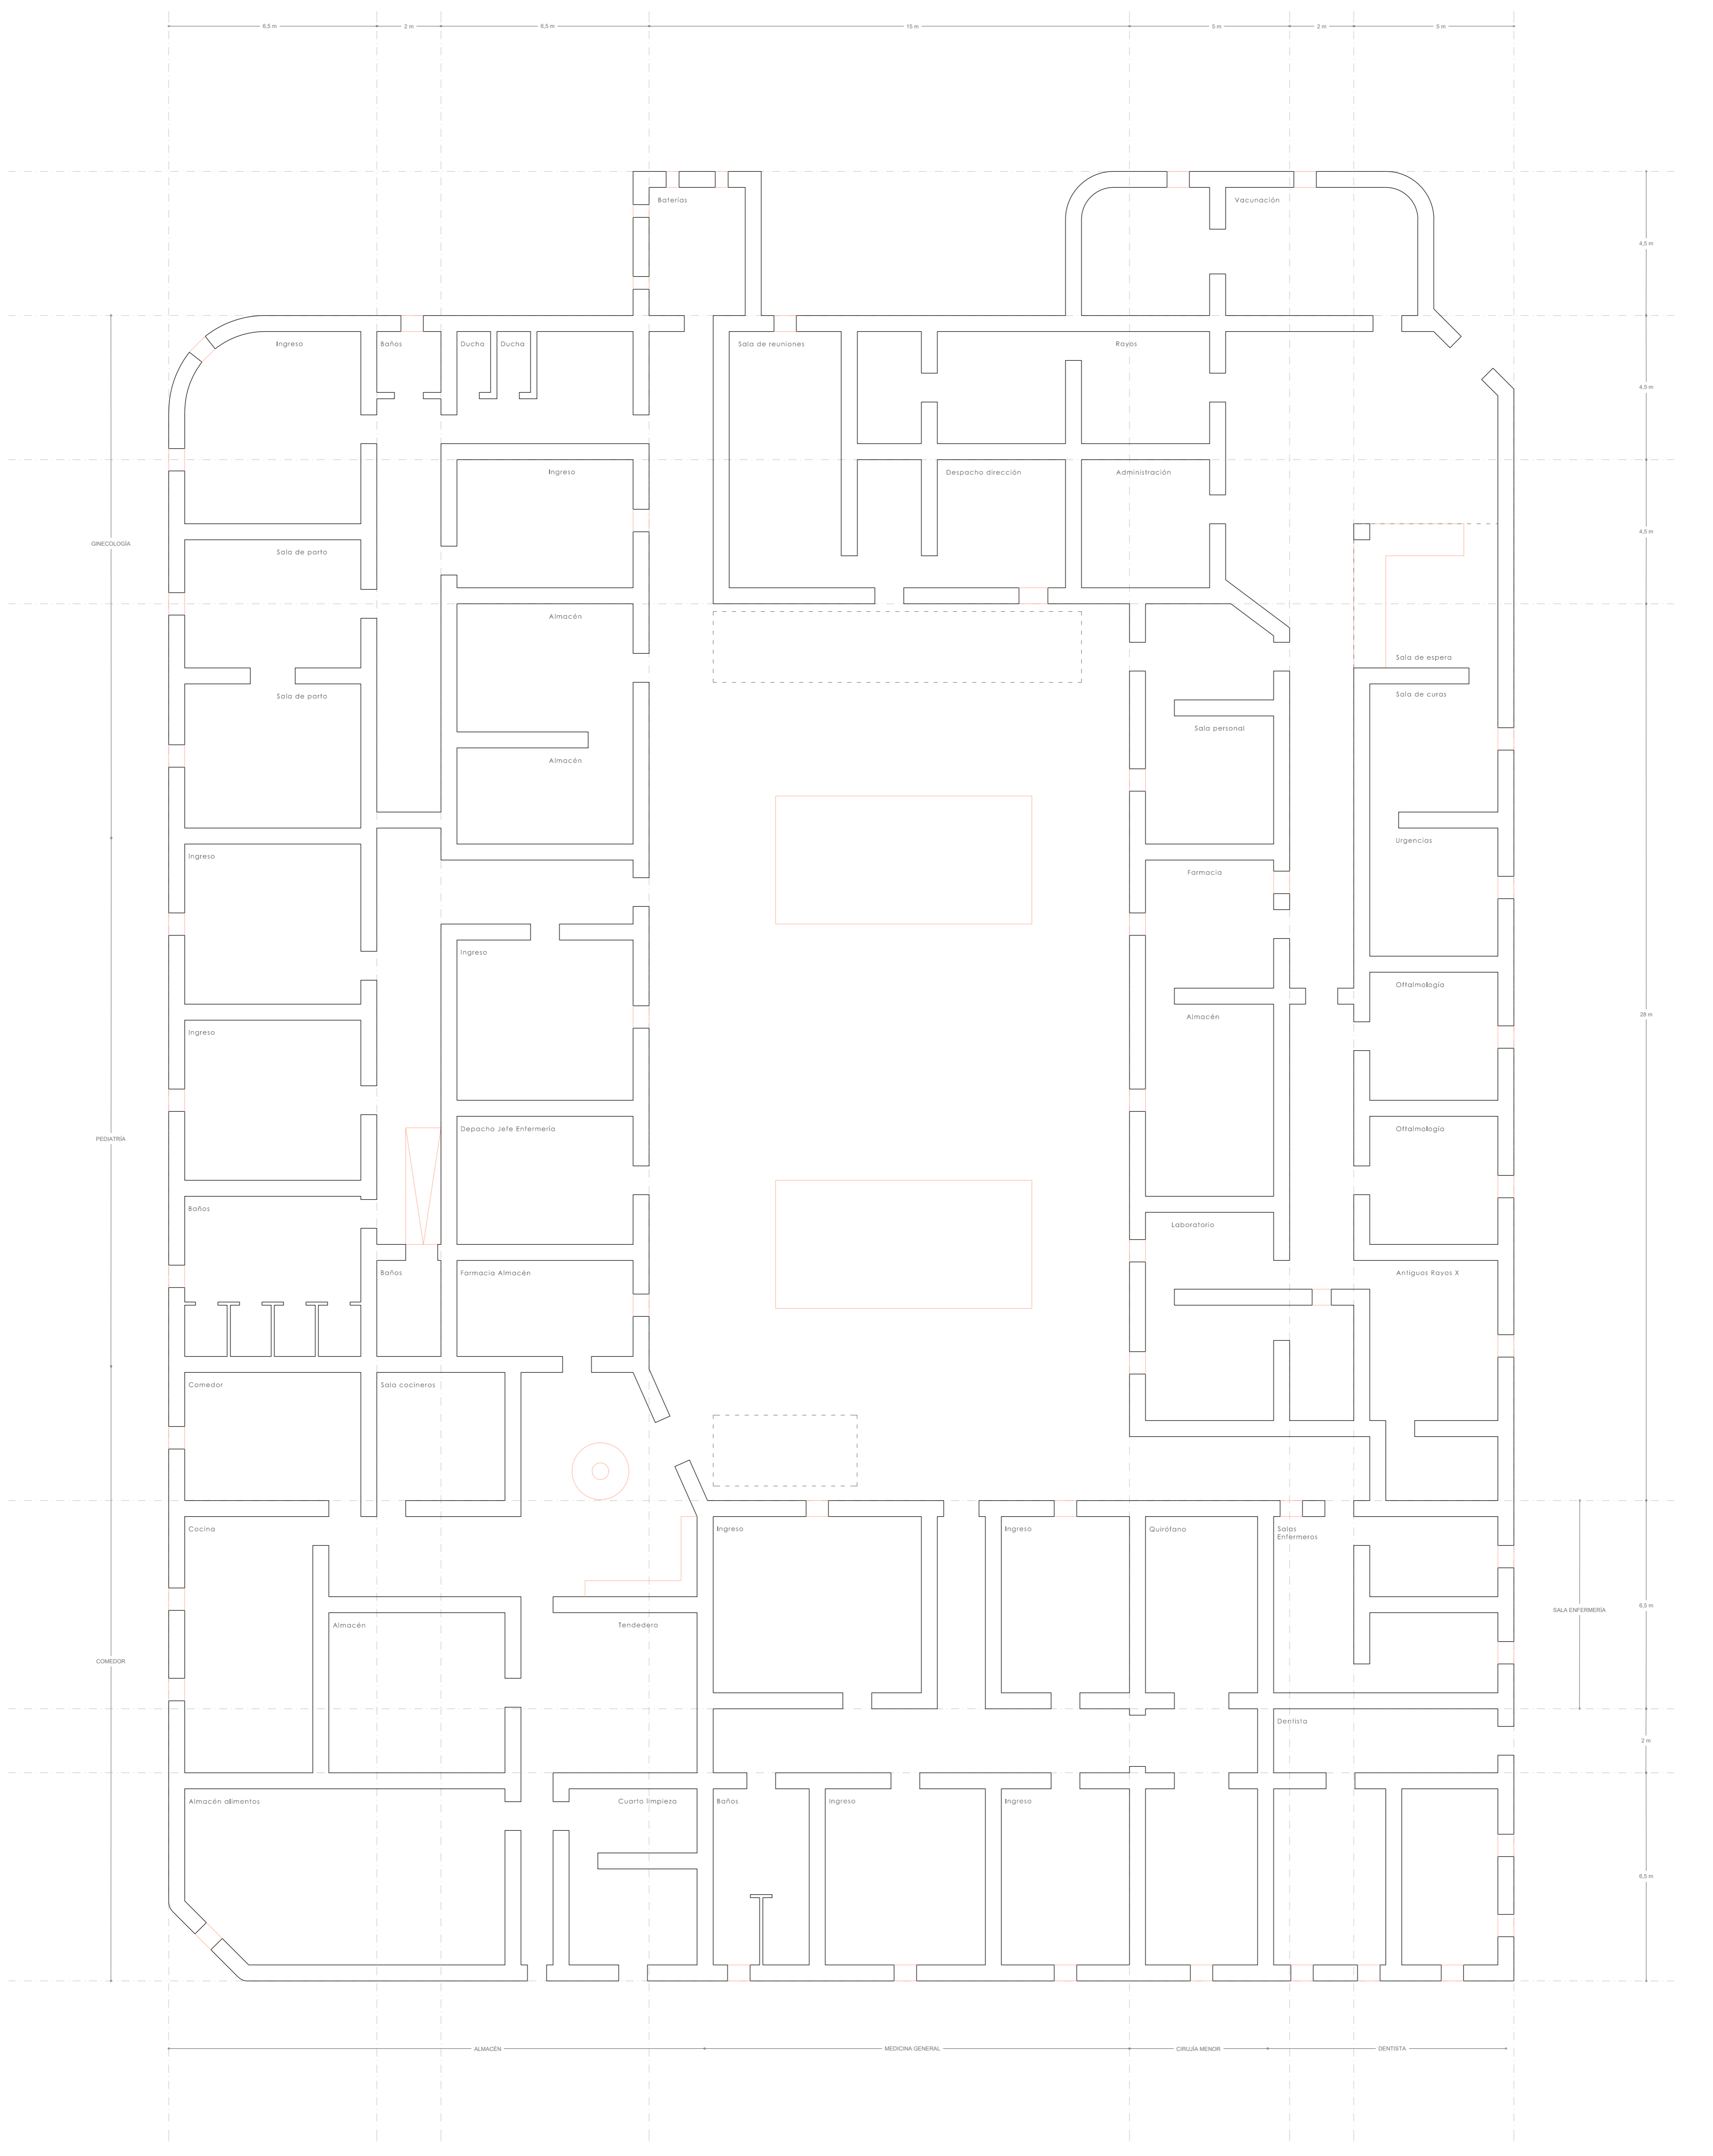 6,5 m
2 m
6,5 m
15 m
5 m
2 m
5 m
Baterías
Vacunación
4,5 m
Ingreso
Baños
Ducha
Ducha
Sala de reuniones
Rayos
4,5 m
Ingreso
Despacho dirección
Administración
4,5 m
GINECOLOGÍA
Sala de parto
Almacén
Sala de espera
Sala de parto
Sala de curas
Sala personal
Almacén
Urgencias
Ingreso
Farmacia
Ingreso
Oftalmología
28 m
Almacén
Ingreso
Depacho Jefe Enfermería
Oftalmología
PEDIATRÍA
Baños
Laboratorio
Baños
Farmacia Almacén
Antiguos Rayos X
Comedor
Sala cocineros
Cocina
Ingreso
Ingreso
Quirófano
Salas
Enfermeros
6,5 m
SALA ENFERMERÍA
Almacén
Tendedero
COMEDOR
Dentista
2 m
Almacén alimentos
Cuarto limpieza
Baños
Ingreso
Ingreso
6,5 m
ALMACÉN
MEDICINA GENERAL
CIRUJÍA MENOR
DENTISTA